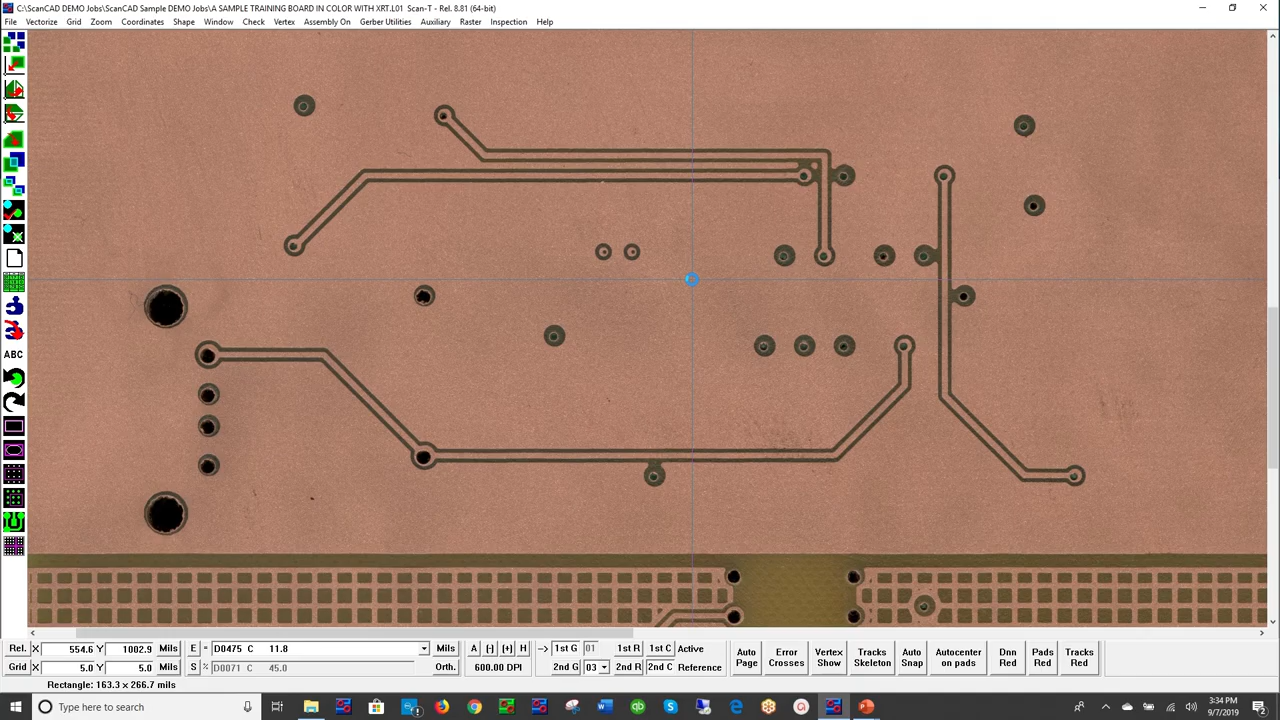 C:\ScanCAD DEMO Jobs\ScanCAD Sample DEMO Jobs\A SAMPLE TRAINING BOARD IN COLOR WITH XRT.L01 Scan-T - Rel. 8.81 (64-bit)
File Vectorize Grid Zoom Coordinates Shape Window Check Vertex Assembly On Gerber Utilities Auxiliary Raster Inspection Help
ABC
Rel. X 554.6 Y 1002.9 Mils E = D0475 C 11.8 Mils A [-] [+] H --> 1st G 01 1st R 1st C Active
Grid X 5.0 Y 5.0 Mils S % D0071 C 45.0 Orth. 600.00 DPI 2nd G 03 2nd R 2nd C Reference
Auto Page Error Crosses Vertex Show Tracks Skeleton Auto Snap Autocenter on pads Dnn Red Pads Red Tracks Red
Rectangle: 163.3 x 266.7 mils
Type here to search
3:34 PM
9/7/2019